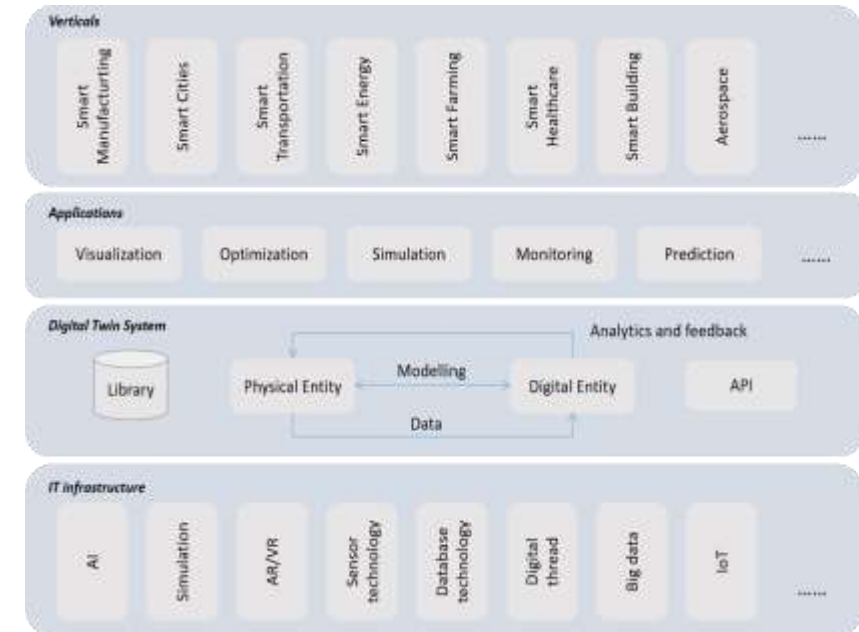 Verticals
Smart
Manufacturting
Smart Cities
Smart
Transportation
Smart Energy
Smart Farming
Smart
Healthcare
Smart Building
Aerospace
......
Applications
Visualization
Optimization
Simulation
Monitoring
Prediction
......
Digital Twin System
Analytics and feedback
Library
Physical Entity
Modelling
Digital Entity
API
Data
IT infrastructure
AI
Simulation
AR/VR
Sensor
technology
Database
technology
Digital
thread
Big data
IoT
......